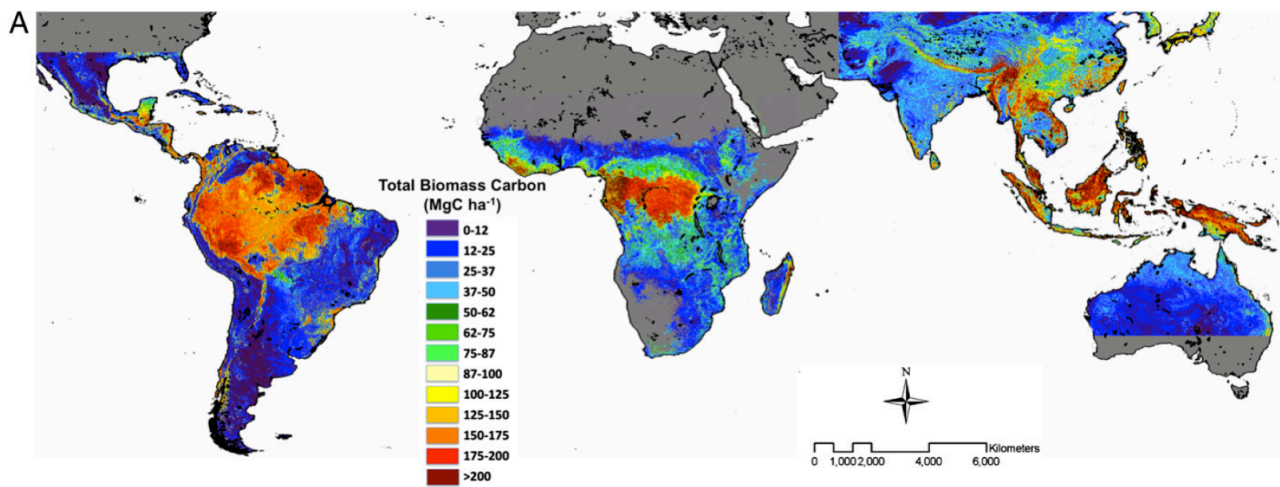 A
Total Biomass Carbon
(MgC ha-1)
0-12
12-25
25-37
37-50
50-62
62-75
75-87
87-100
100-125
125-150
150-175
175-200
>200
N
Kilometers
0 1,000 2,000 4,000 6,000